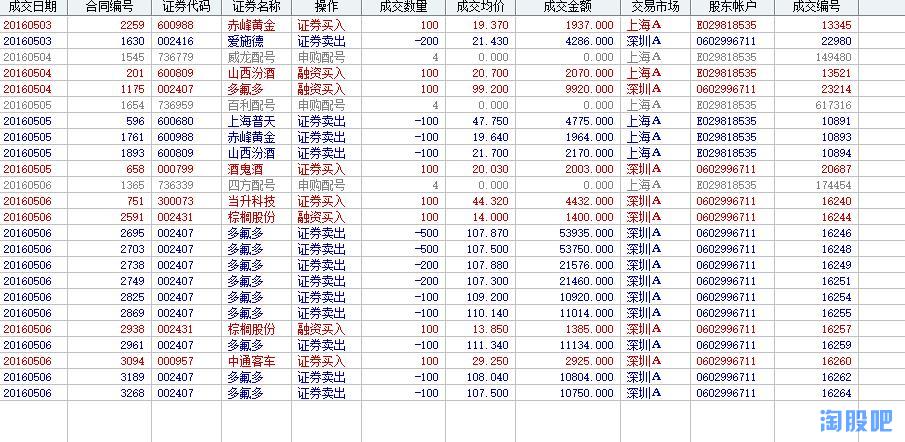 成交日期 合同编号 证券代码 证券名称 操作 成交数量 成交均价 成交金额 交易市场 股东帐户 成交编号
20160503 2259 600988 赤峰黄金 证券买入 100 19.370 1937.000 上海A E029818535 13345
20160503 1630 002416 爱施德 证券卖出 -200 21.430 4286.000 深圳A 0602996711 22980
20160504 1545 736779 威龙配号 申购配号 4 0.000 0.000 上海A E029818535 149480
20160504 201 600809 山西汾酒 融资买入 100 20.700 2070.000 上海A E029818535 13521
20160504 1175 002407 多氟多 融资买入 100 99.200 9920.000 深圳A 0602996711 23214
20160505 1654 736959 百利配号 申购配号 4 0.000 0.000 上海A E029818535 617316
20160505 596 600680 上海普天 证券卖出 -100 47.750 4775.000 上海A E029818535 10891
20160505 1761 600988 赤峰黄金 证券卖出 -100 19.640 1964.000 上海A E029818535 10893
20160505 1893 600809 山西汾酒 证券卖出 -100 21.700 2170.000 上海A E029818535 10894
20160505 658 000799 酒鬼酒 证券买入 100 20.030 2003.000 深圳A 0602996711 20687
20160506 1365 736339 四方配号 申购配号 4 0.000 0.000 上海A E029818535 174454
20160506 751 300073 当升科技 证券买入 100 44.320 4432.000 深圳A 0602996711 16240
20160506 2591 002431 棕榈股份 融资买入 100 14.000 1400.000 深圳A 0602996711 16244
20160506 2695 002407 多氟多 证券卖出 -500 107.870 53935.000 深圳A 0602996711 16246
20160506 2703 002407 多氟多 证券卖出 -500 107.500 53750.000 深圳A 0602996711 16248
20160506 2738 002407 多氟多 证券卖出 -200 107.880 21576.000 深圳A 0602996711 16249
20160506 2749 002407 多氟多 证券卖出 -200 107.300 21460.000 深圳A 0602996711 16251
20160506 2825 002407 多氟多 证券卖出 -100 109.200 10920.000 深圳A 0602996711 16254
20160506 2869 002407 多氟多 证券卖出 -100 110.140 11014.000 深圳A 0602996711 16255
20160506 2938 002431 棕榈股份 融资买入 100 13.850 1385.000 深圳A 0602996711 16257
20160506 2961 002407 多氟多 证券卖出 -100 111.340 11134.000 深圳A 0602996711 16259
20160506 3094 000957 中通客车 证券买入 100 29.250 2925.000 深圳A 0602996711 16260
20160506 3189 002407 多氟多 证券卖出 -100 108.040 10804.000 深圳A 0602996711 16262
20160506 3268 002407 多氟多 证券卖出 -100 107.500 10750.000 深圳A 0602996711 16264
淘股吧